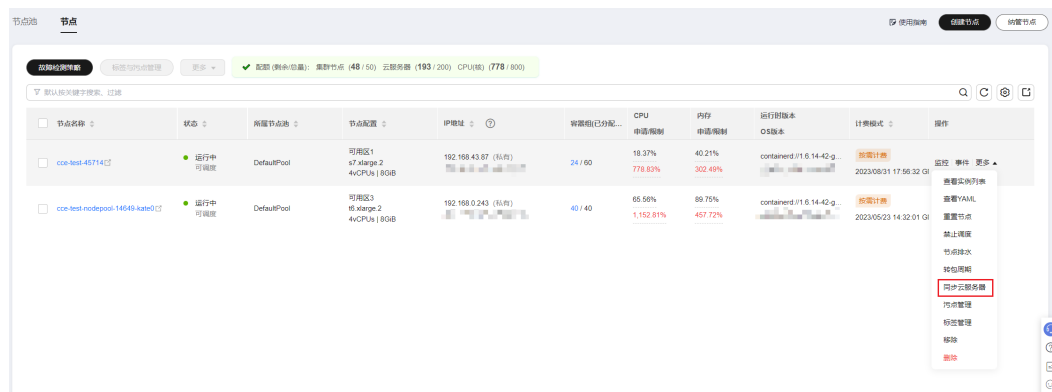 节点池 节点 使用指南 创建节点 纳管节点
故障检测策略 标签与污点管理 更多 配额 (剩余/总量): 集群节点 (48 / 50) 云服务器 (193 / 200) CPU(核) (778 / 800)
默认按关键字搜索、过滤
节点名称 状态 所属节点池 节点配置 IP地址 容器组(已分配... CPU 申请/限制 内存 申请/限制 运行时版本 OS版本 计费模式 操作
cce-test-45714 运行中 可调度 DefaultPool 可用区1 s7.xlarge.2 4vCPUs | 8GiB 192.168.43.87 (私有) 24 / 60 18.37% 778.83% 40.21% 302.49% containerd://1.6.14-42-g... 按需计费 2023/08/31 17:56:32 GI 监控 事件 更多
cce-test-nodepool-14649-kate0 运行中 可调度 DefaultPool 可用区3 t6.xlarge.2 4vCPUs | 8GiB 192.168.0.243 (私有) 40 / 40 65.56% 1,152.81% 89.75% 457.72% containerd://1.6.14-42-g... 按需计费 2023/05/23 14:32:01 GI
查看实例列表
查看YAML
重置节点
禁止调度
节点排水
转包周期
同步云服务器
污点管理
标签管理
移除
删除